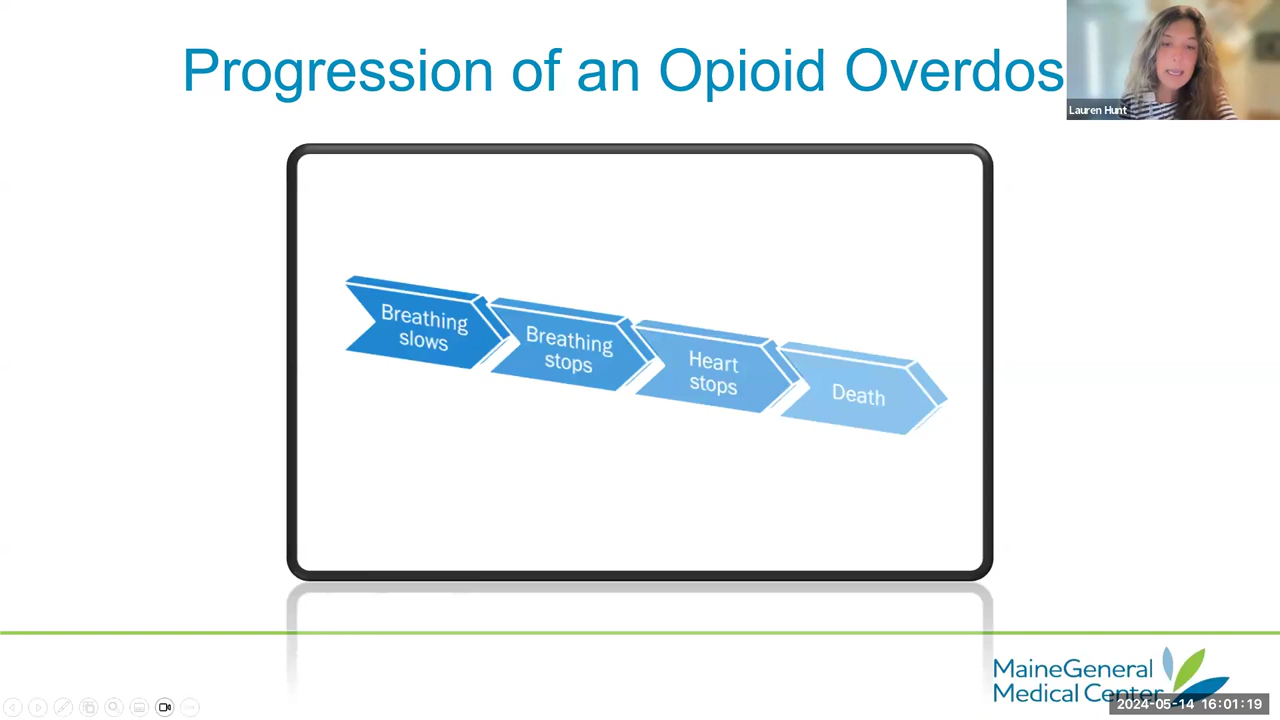 Progression of an Opioid Overdos
Lauren Hunt
Breathing
slows
Breathing
stops
Heart
stops
Death
MaineGeneral
Medical Center
2024-05-14 16:01:19